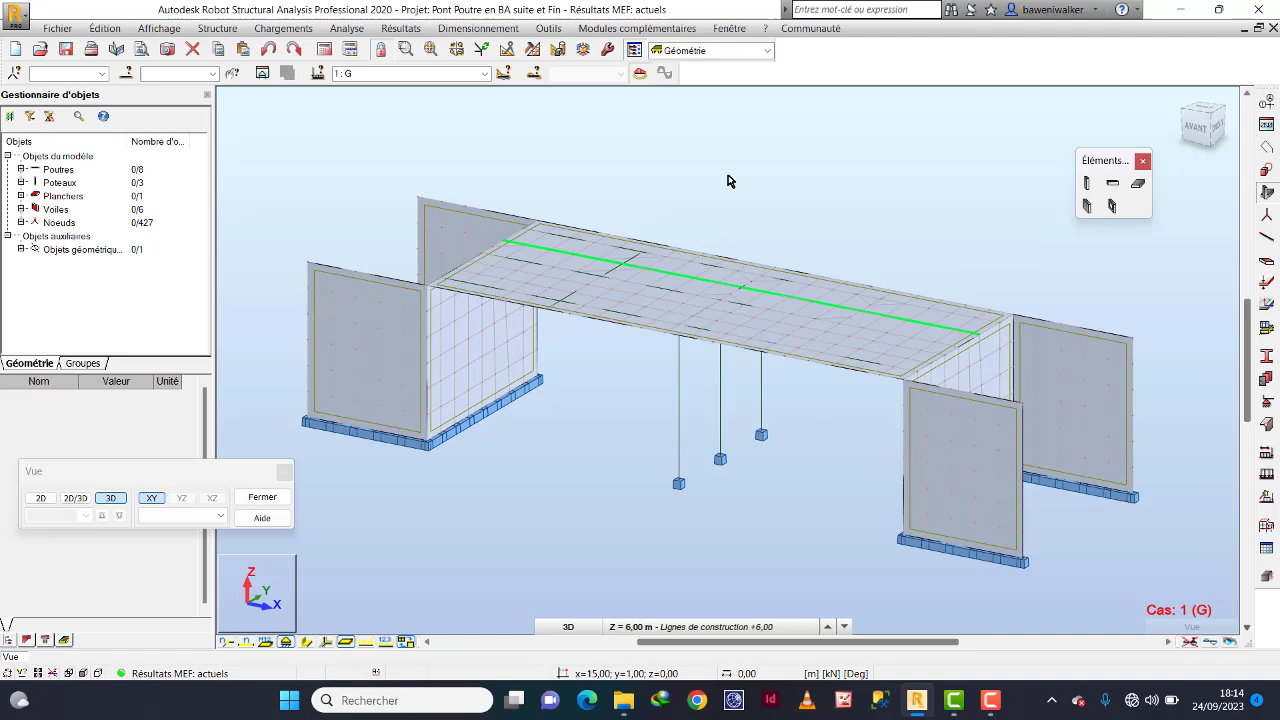 PRO
Autodesk Robot Structural Analysis Professional 2020 - Projet: Pont Poutre en BA suite et Fin - Résultats MEF: actuels
Entrez mot-clé ou expression
baweniwalker
Fichier Édition Affichage Structure Chargements Analyse Résultats Dimensionnement Outils Modules complémentaires Fenêtre Communauté
Géométrie
1 : G
Gestionnaire d'objets
Objets Nombre d'o...
Objets du modèle
Poutres 0/8
Poteaux 0/3
Planchers 0/1
Voiles 0/6
Noeuds 0/427
Objets auxiliaires
Objets géométriqu... 0/1
Géométrie Groupes
Nom Valeur Unité
AVANT
Éléments...
Vue
2D 2D/3D 3D XY YZ XZ Fermer
Aide
Z
Y
X
Cas: 1 (G)
3D Z = 6,00 m - Lignes de construction +6,00
Vue
Vue
Résultats MEF: actuels
x=15,00; y=1,00; z=0,00
0,00
[m] [kN] [Deg]
Rechercher
18:14
24/09/2023